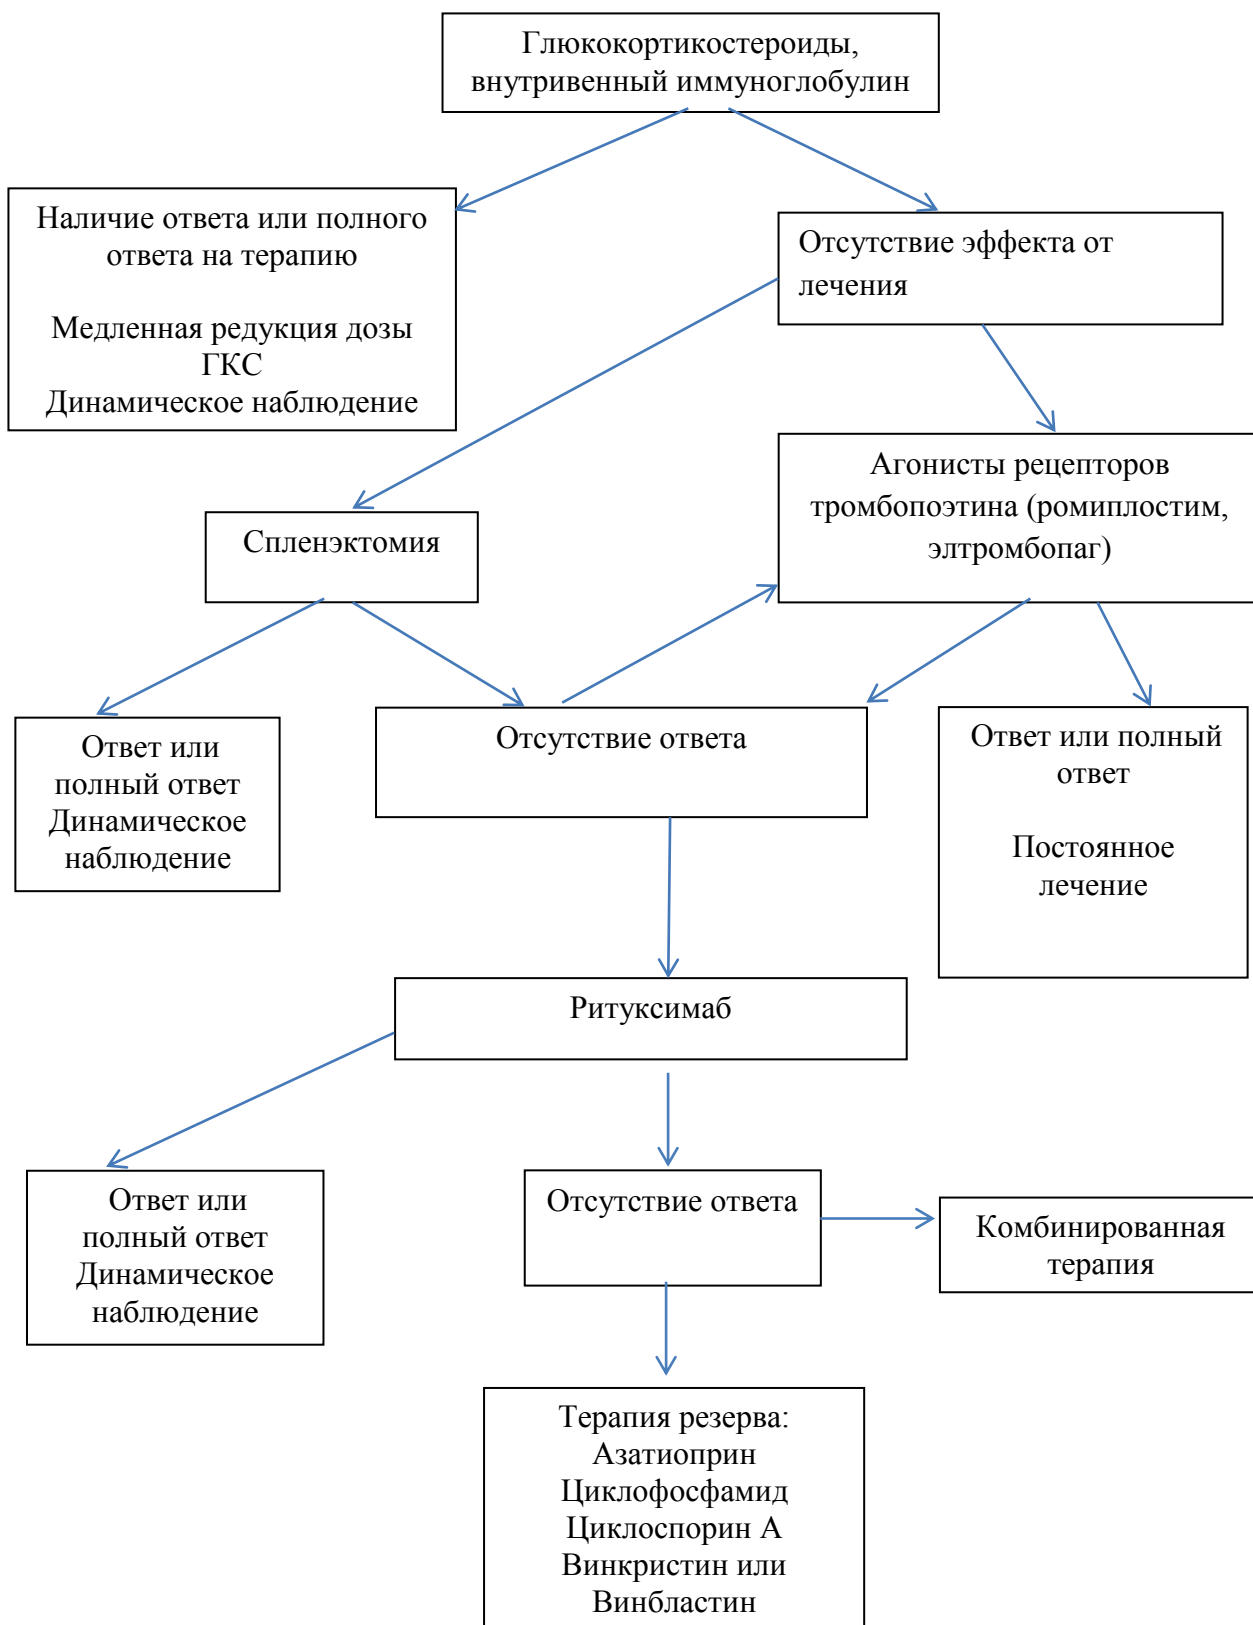 Глюкокортикостероиды,
внутривенный иммуноглобулин
Наличие ответа или полного
ответа на терапию
Медленная редукция дозы
ГКС
Динамическое наблюдение
Отсутствие эффекта от
лечения
Агонисты рецепторов
тромбопоэтина (ромиплостим,
элтромбопаг)
Спленэктомия
Ответ или
полный ответ
Динамическое
наблюдение
Отсутствие ответа
Ответ или полный
ответ
Постоянное
лечение
Ритуксимаб
Ответ или
полный ответ
Динамическое
наблюдение
Отсутствие ответа
Комбинированная
терапия
Терапия резерва:
Азатиоприн
Циклофосфамид
Циклоспорин А
Винкристин или
Винбластин